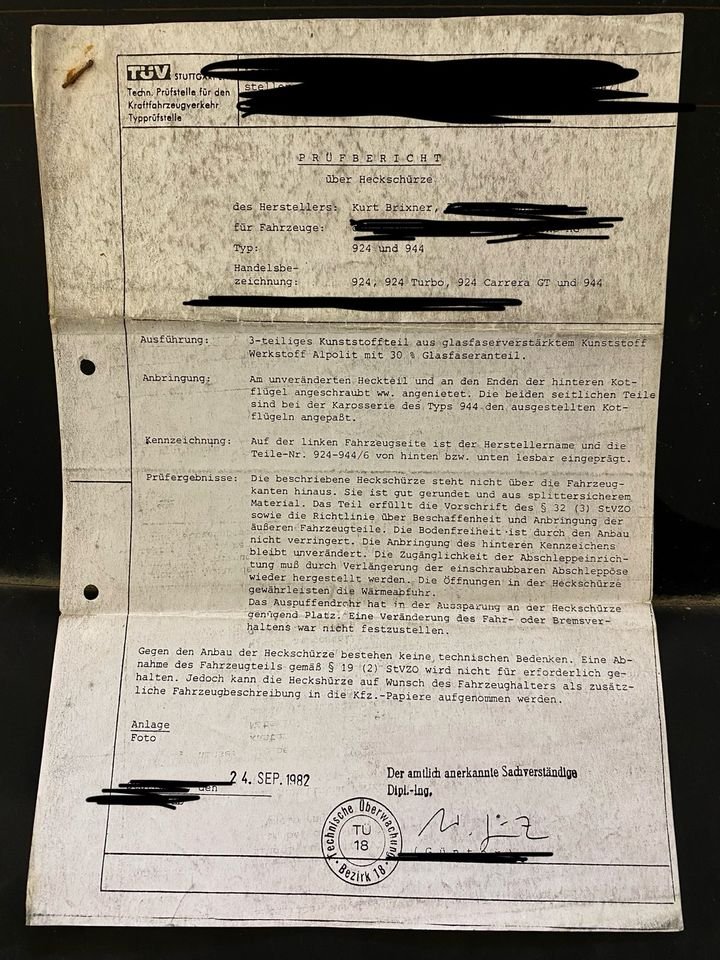 TÜV STUTTGART
Techn. Prüfstelle für den
Kraftfahrzeugverkehr
Typprüfstelle
PRÜFBERICHT
über Heckschürze
des Herstellers: Kurt Brixner,
für Fahrzeuge:
Typ: 924 und 944
Handelsbe-
zeichnung: 924, 924 Turbo, 924 Carrera GT und 944
Ausführung: 3-teiliges Kunststoffteil aus glasfaserverstärktem Kunststoff
Werkstoff Alpolit mit 30 % Glasfaseranteil.
Anbringung: Am unveränderten Heckteil und an den Enden der hinteren Kot-
flügel angeschraubt ww. angenietet. Die beiden seitlichen Teile
sind bei der Karosserie des Typs 944 den ausgestellten Kot-
flügeln angepaßt.
Kennzeichnung: Auf der linken Fahrzeugseite ist der Herstellername und die
Teile-Nr. 924-944/6 von hinten bzw. unten lesbar eingeprägt.
Prüfergebnisse: Die beschriebene Heckschürze steht nicht über die Fahrzeug-
kanten hinaus. Sie ist gut gerundet und aus splittersicherem
Material. Das Teil erfüllt die Vorschrift des § 32 (3) StVZO
sowie die Richtlinie über Beschaffenheit und Anbringung der
äußeren Fahrzeugteile. Die Bodenfreiheit ist durch den Anbau
nicht verringert. Die Anbringung des hinteren Kennzeichens
bleibt unverändert. Die Zugänglichkeit der Abschleppeinrich-
tung muß durch Verlängerung der einschraubbaren Abschleppöse
wieder hergestellt werden. Die Öffnungen in der Heckschürze
gewährleisten die Wärmeabfuhr.
Das Auspuffendrohr hat in der Aussparung an der Heckschürze
genügend Platz. Eine Veränderung des Fahr- oder Bremsver-
haltens war nicht festzustellen.
Gegen den Anbau der Heckschürze bestehen keine technischen Bedenken. Eine Ab-
nahme des Fahrzeugteils gemäß § 19 (2) StVZO wird nicht für erforderlich ge-
halten. Jedoch kann die Heckshürze auf Wunsch des Fahrzeughalters als zusätz-
liche Fahrzeugbeschreibung in die Kfz.-Papiere aufgenommen werden.
Anlage
Foto
den 24. SEP. 1982
Der amtlich anerkannte Sachverständige
Dipl.-Ing.
Technische Überwachung
TÜ
18
Bezirk 18